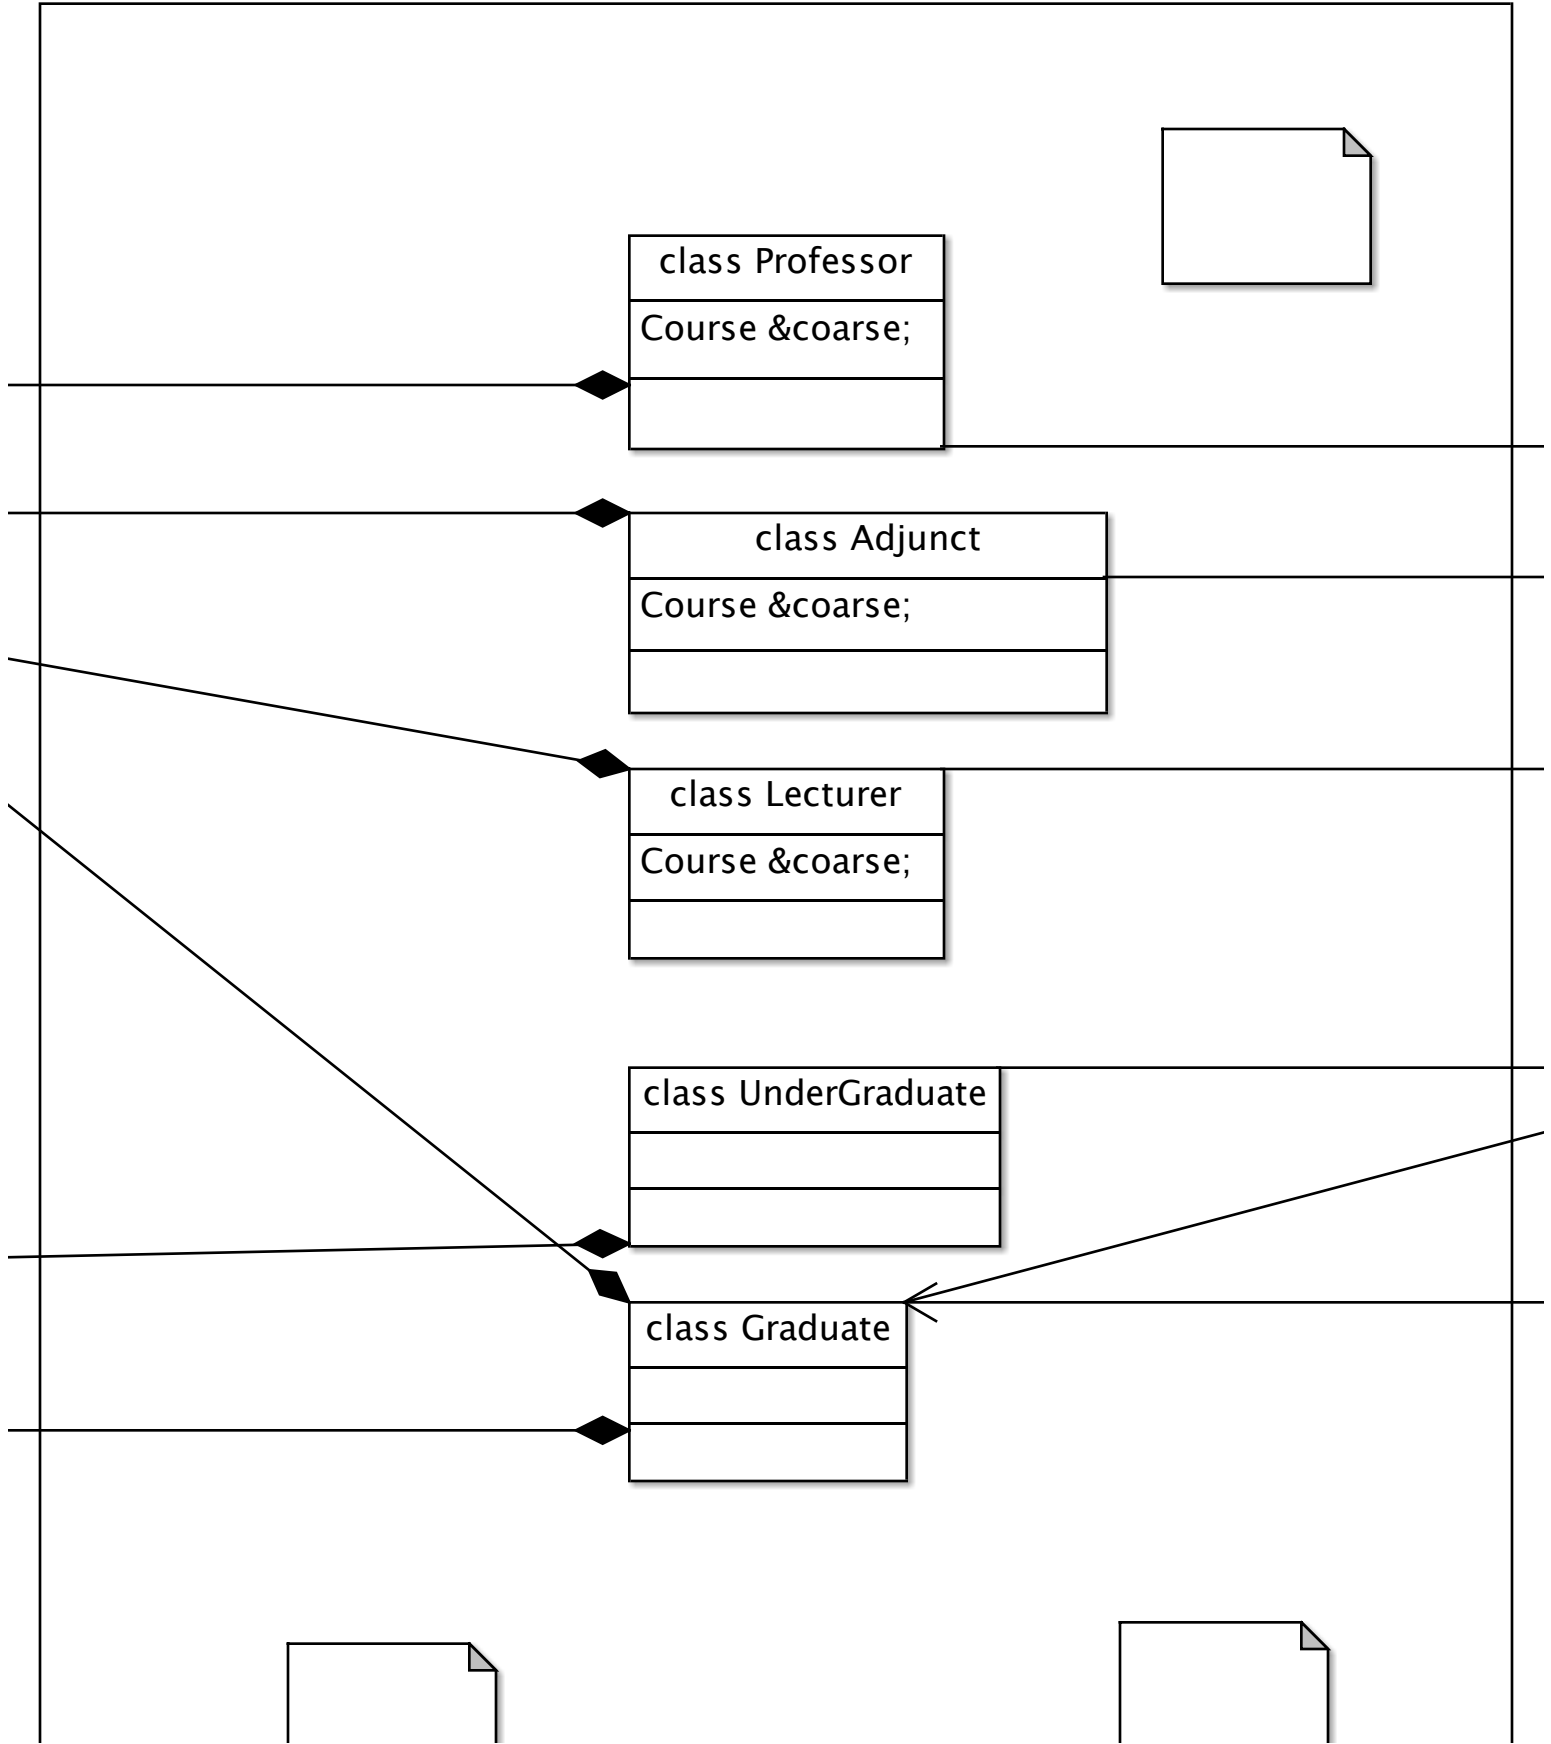 class Professor
Course &coarse;
class Adjunct
Course &coarse;
class Lecturer
Course &coarse;
class UnderGraduate
class Graduate